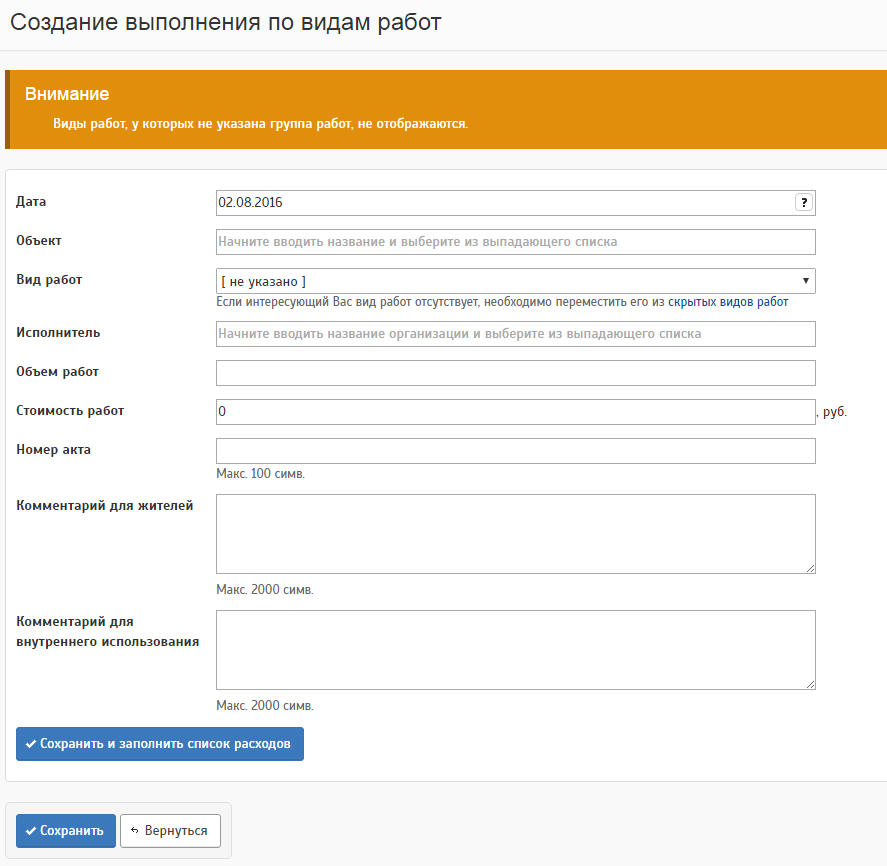 Создание выполнения по видам работ
Внимание
Виды работ, у которых не указана группа работ, не отображаются.
Дата
02.08.2016
?
Объект
Начните вводить название и выберите из выпадающего списка
Вид работ
[ не указано ]
Если интересующий Вас вид работ отсутствует, необходимо переместить его из скрытых видов работ
Исполнитель
Начните вводить название организации и выберите из выпадающего списка
Объем работ
Стоимость работ
0
, руб.
Номер акта
Макс. 100 симв.
Комментарий для жителей
Макс. 2000 симв.
Комментарий для
внутреннего использования
Макс. 2000 симв.
Сохранить и заполнить список расходов
Сохранить
Вернуться